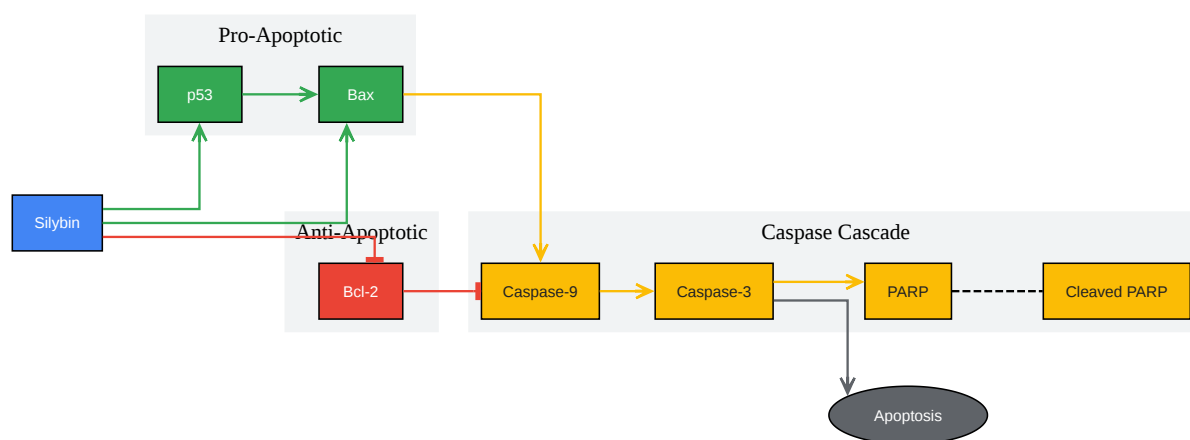 Pro-Apoptotic
p53
Bax
Silybin
Anti-Apoptotic
Caspase Cascade
Bcl-2
Caspase-9
Caspase-3
PARP
Cleaved PARP
Apoptosis